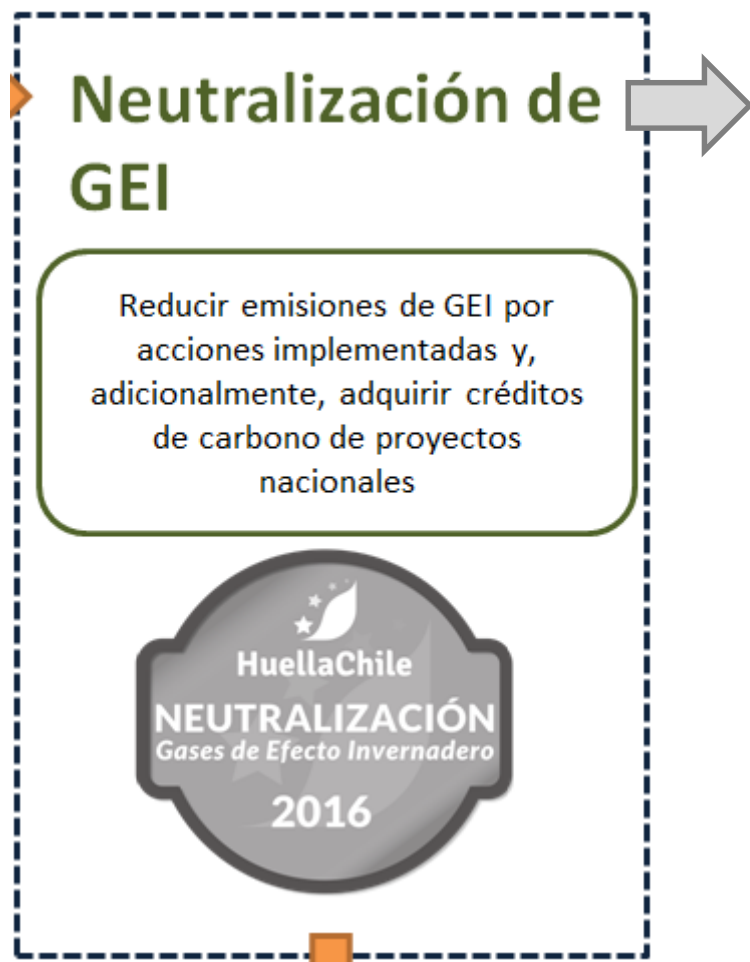 Neutralización de
GEI
Reducir emisiones de GEI por
acciones implementadas y,
adicionalmente, adquirir créditos
de carbono de proyectos
nacionales
HuellaChile
NEUTRALIZACIÓN
Gases de Efecto Invernadero
2016